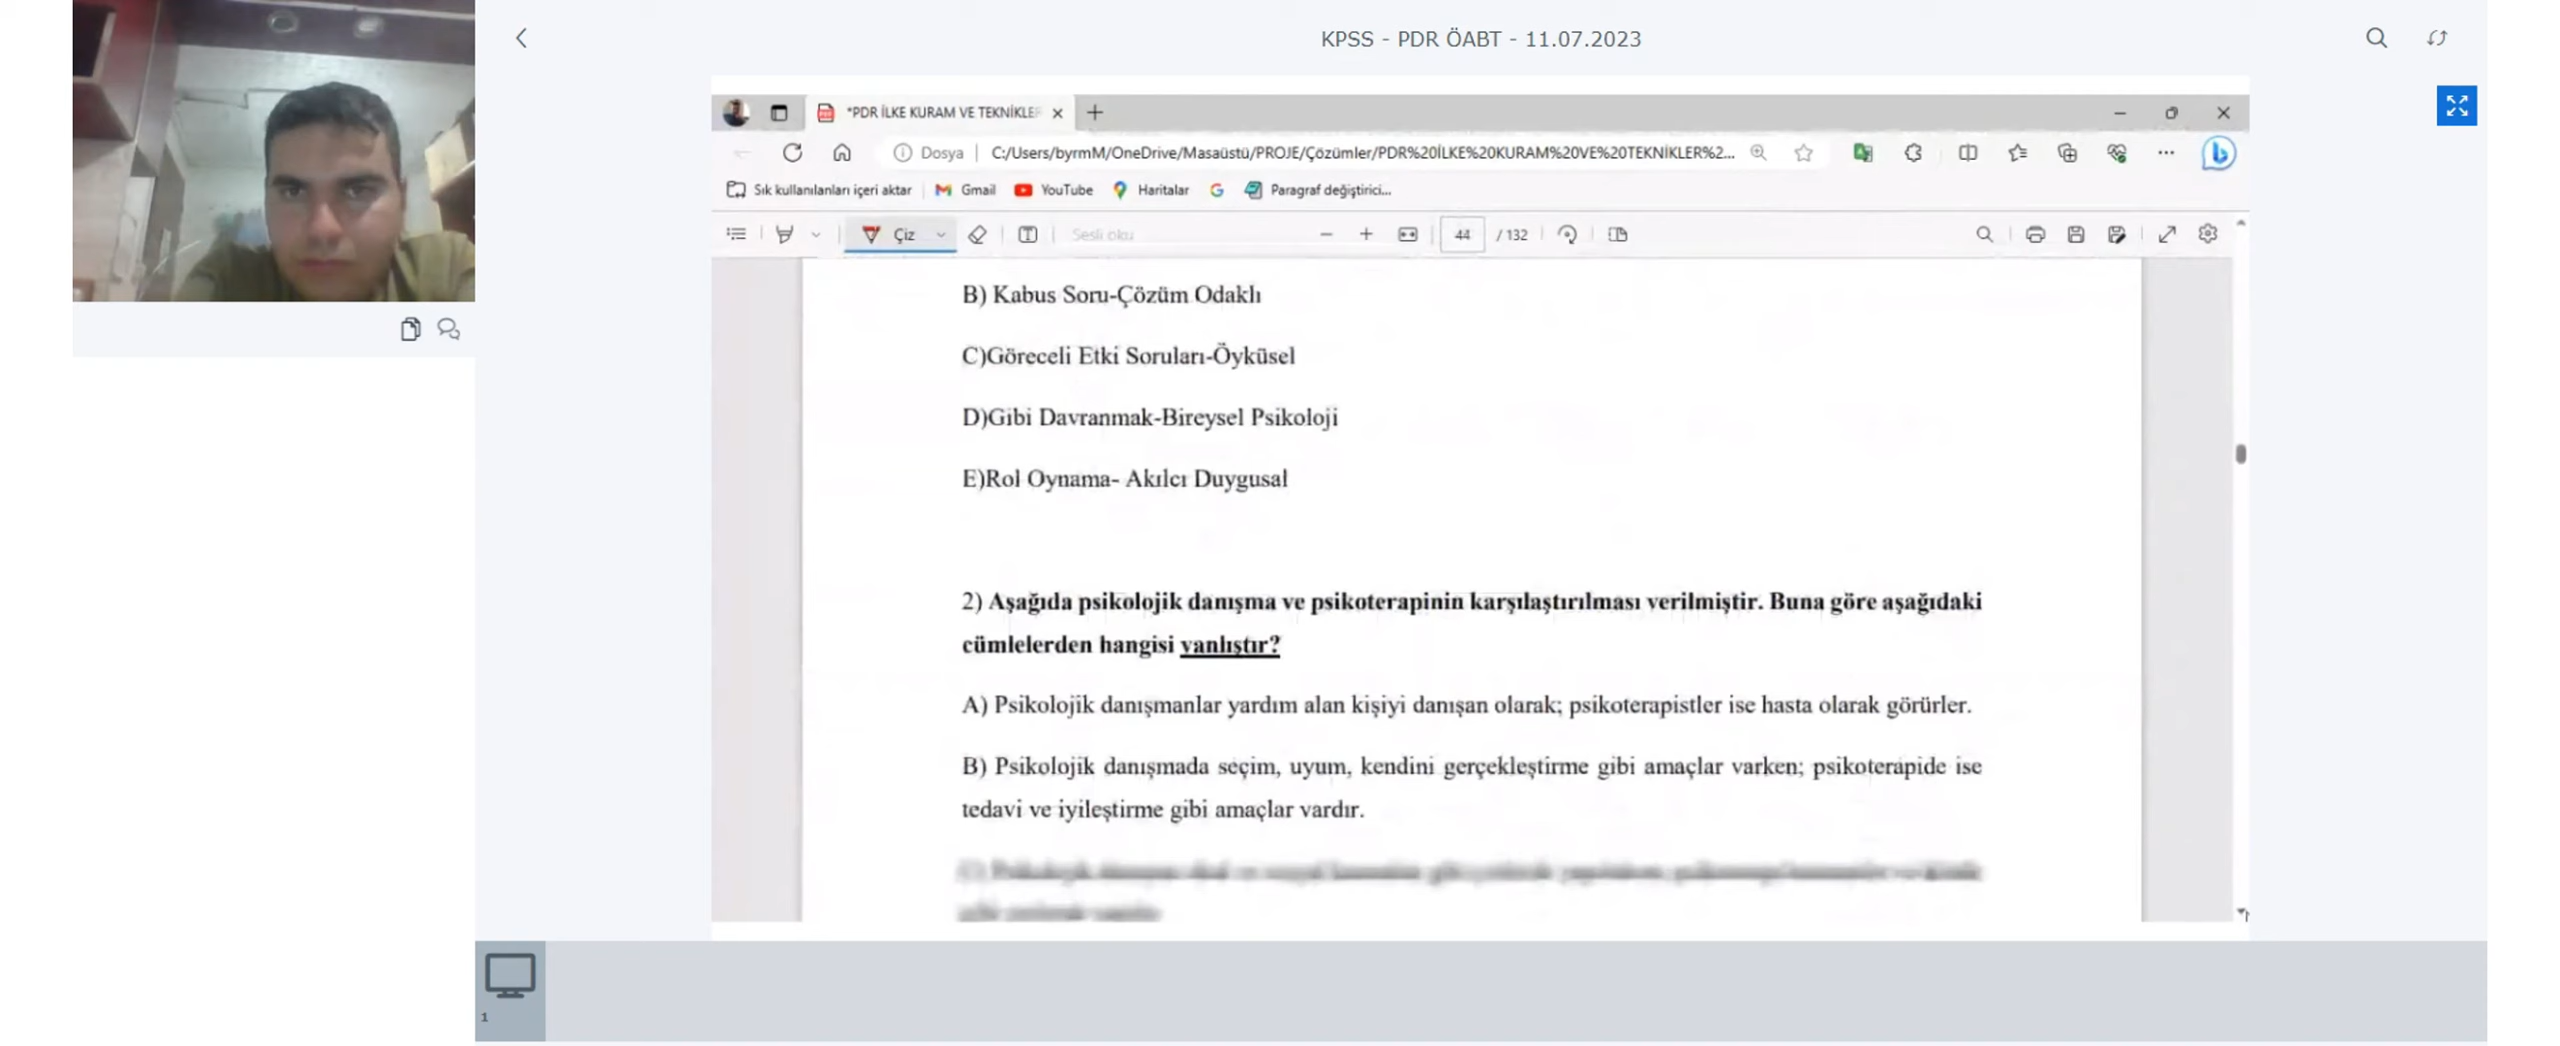 KPSS - PDR ÖABT - 11.07.2023
*PDR İLKE KURAM VE TEKNİKLER
Dosya
C:/Users/byrmM/OneDrive/Masaüstü/PROJE/Çözümler/PDR%20İLKE%20KURAM%20VE%20TEKNİKLER%2...
Sık kullanılanları içeri aktar
Gmail
YouTube
Haritalar
Paragraf değiştirici...
Çiz
Sesli oku
44
/ 132
B) Kabus Soru-Çözüm Odaklı
C)Göreceli Etki Soruları-Öyküsel
D)Gibi Davranmak-Bireysel Psikoloji
E)Rol Oynama- Akılcı Duygusal
2) Aşağıda psikolojik danışma ve psikoterapinin karşılaştırılması verilmiştir. Buna göre aşağıdaki
cümlelerden hangisi yanlıştır?
A) Psikolojik danışmanlar yardım alan kişiyi danışan olarak; psikoterapistler ise hasta olarak görürler.
B) Psikolojik danışmada seçim, uyum, kendini gerçekleştirme gibi amaçlar varken; psikoterapide ise
tedavi ve iyileştirme gibi amaçlar vardır.
1